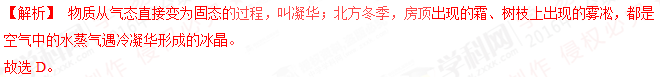 【解析】 物质从气态直接变为固态的过程，叫凝华；北方冬季，房顶出现的霜、树枝上出现的雾凇，都是
空气中的水蒸气遇冷凝华形成的冰晶。
故选 D。